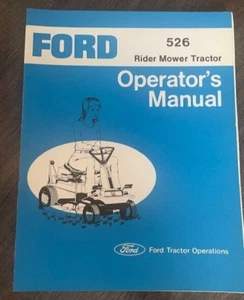 FORD
526
Rider Mower Tractor
Operator's
Manual
Ford
Ford Tractor Operations